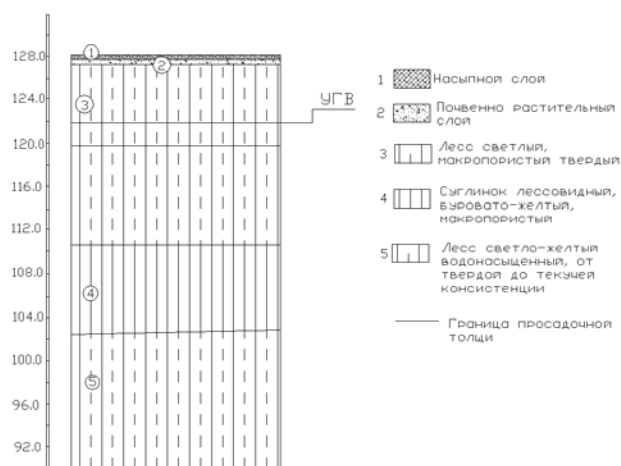 128.0
124.0
120.0
116.0
112.0
108.0
104.0
100.0
96.0
92.0
1
2
3
4
5
УГВ
1 Насыпной слой
2 Почвенно растительный
слой
3 Лесс светлый,
макропористый твердый
4 Суглинок лессовидный,
буровато-желтый,
макропористый
5 Лесс светло-желтый
водонасыщенный, от
твердой до текучей
консистенции
Граница просадочной
толщи